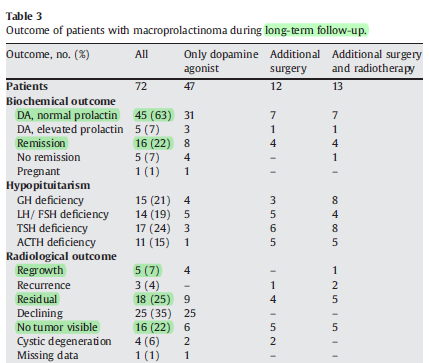 Table 3
Outcome of patients with macroprolactinoma during long-term follow-up.
Outcome, no. (%) All Only dopamine agonist Additional surgery Additional surgery and radiotherapy
Patients 72 47 12 13
Biochemical outcome
DA, normal prolactin 45 (63) 31 7 7
DA, elevated prolactin 5 (7) 3 1 1
Remission 16 (22) 8 4 4
No remission 5 (7) 4 – 1
Pregnant 1 (1) 1 – –
Hypopituitarism
GH deficiency 15 (21) 4 3 8
LH/ FSH deficiency 14 (19) 5 5 4
TSH deficiency 17 (24) 3 6 8
ACTH deficiency 11 (15) 1 5 5
Radiological outcome
Regrowth 5 (7) 4 – 1
Recurrence 3 (4) – 1 2
Residual 18 (25) 9 4 5
Declining 25 (35) 25 – –
No tumor visible 16 (22) 6 5 5
Cystic degeneration 4 (6) 2 2 –
Missing data 1 (1) 1 – –